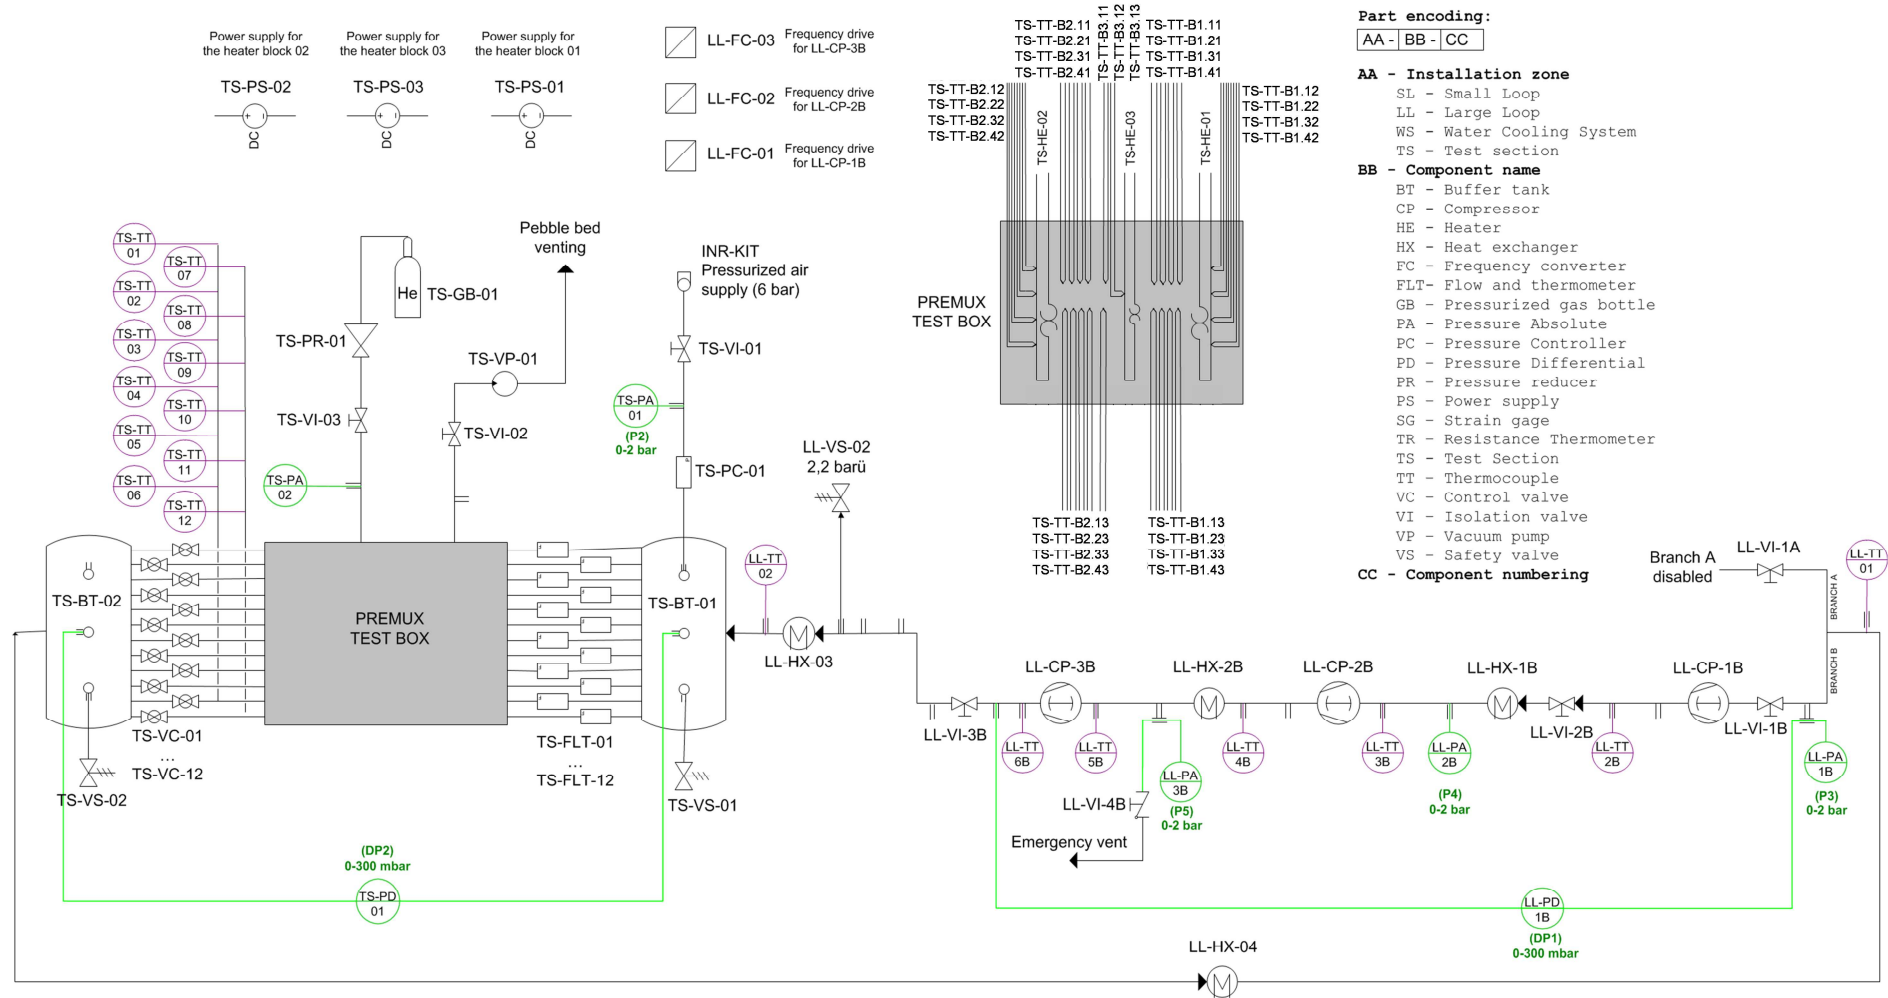 Power supply for
the heater block 02
TS-PS-02
DC
Power supply for
the heater block 03
TS-PS-03
DC
Power supply for
the heater block 01
TS-PS-01
DC
LL-FC-03
Frequency drive
for LL-CP-3B
LL-FC-02
Frequency drive
for LL-CP-2B
LL-FC-01
Frequency drive
for LL-CP-1B
TS-TT-B2.11
TS-TT-B2.21
TS-TT-B2.31
TS-TT-B2.41
TS-TT-B3.11
TS-TT-B3.12
TS-TT-B3.13
TS-TT-B1.11
TS-TT-B1.21
TS-TT-B1.31
TS-TT-B1.41
TS-TT-B2.12
TS-TT-B2.22
TS-TT-B2.32
TS-TT-B2.42
TS-HE-02
TS-HE-03
TS-HE-01
TS-TT-B1.12
TS-TT-B1.22
TS-TT-B1.32
TS-TT-B1.42
PREMUX
TEST BOX
TS-TT-B2.13
TS-TT-B2.23
TS-TT-B2.33
TS-TT-B2.43
TS-TT-B1.13
TS-TT-B1.23
TS-TT-B1.33
TS-TT-B1.43
Part encoding:
AA - BB - CC
AA - Installation zone
SL - Small Loop
LL - Large Loop
WS - Water Cooling System
TS - Test section
BB - Component name
BT - Buffer tank
CP - Compressor
HE - Heater
HX - Heat exchanger
FC - Frequency converter
FLT- Flow and thermometer
GB - Pressurized gas bottle
PA - Pressure Absolute
PC - Pressure Controller
PD - Pressure Differential
PR - Pressure reducer
PS - Power supply
SG - Strain gage
TR - Resistance Thermometer
TS - Test Section
TT - Thermocouple
VC - Control valve
VI - Isolation valve
VP - Vacuum pump
VS - Safety valve
CC - Component numbering
TS-TT
01
TS-TT
07
TS-TT
02
TS-TT
08
TS-TT
03
TS-TT
09
TS-TT
04
TS-TT
10
TS-TT
05
TS-TT
11
TS-TT
06
TS-TT
12
He
TS-GB-01
TS-PR-01
TS-VI-03
TS-PA
02
Pebble bed
venting
TS-VP-01
TS-VI-02
INR-KIT
Pressurized air
supply (6 bar)
TS-VI-01
TS-PA
01
(P2)
0-2 bar
TS-PC-01
LL-VS-02
2,2 barü
TS-BT-02
PREMUX
TEST BOX
TS-BT-01
TS-VC-01
...
TS-VC-12
TS-VS-02
TS-FLT-01
...
TS-FLT-12
TS-VS-01
(DP2)
0-300 mbar
TS-PD
01
LL-TT
02
LL-HX-03
LL-VI-3B
LL-TT
6B
LL-CP-3B
LL-TT
5B
LL-PA
3B
(P5)
0-2 bar
LL-VI-4B
Emergency vent
LL-HX-2B
LL-TT
4B
LL-CP-2B
LL-TT
3B
LL-PA
2B
(P4)
0-2 bar
LL-HX-1B
LL-VI-2B
LL-TT
2B
LL-CP-1B
LL-VI-1B
LL-PA
1B
(P3)
0-2 bar
Branch A
disabled
LL-VI-1A
BRANCH A
BRANCH B
LL-TT
01
LL-PD
1B
(DP1)
0-300 mbar
LL-HX-04